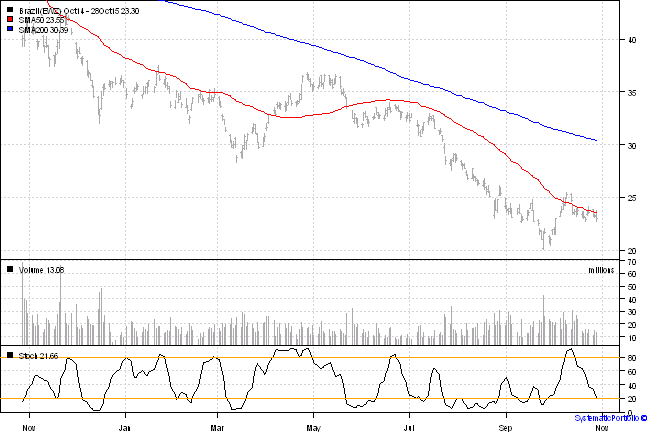 Brazil (EWZ) Oct14 - 28Oct15 23.30
SMA50 23.58
SMA200 30.39
40
35
30
25
20
Volume 13.08
millions
70
60
50
40
30
20
10
Stoch 21.66
80
60
40
20
0
Nov Jan Mar May Jul Sep Nov
SystematicPortfolio ©